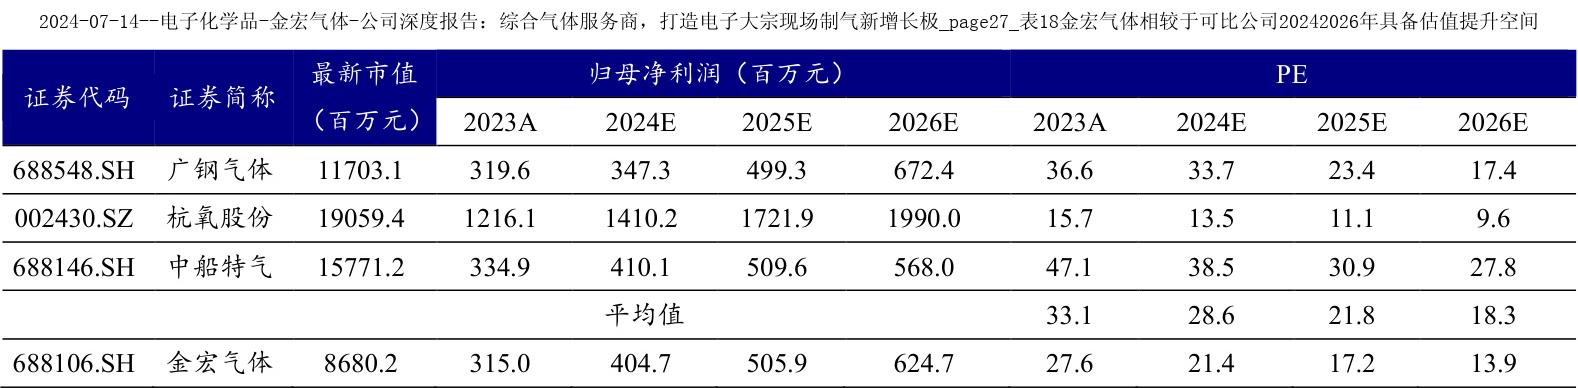 2024-07-14--电子化学品-金宏气体-公司深度报告：综合气体服务商，打造电子大宗现场制气新增长极_page27_表18金宏气体相较于可比公司20242026年具备估值提升空间
证券代码 证券简称 最新市值（百万元） 归母净利润（百万元） PE
2023A 2024E 2025E 2026E 2023A 2024E 2025E 2026E
688548.SH 广钢气体 11703.1 319.6 347.3 499.3 672.4 36.6 33.7 23.4 17.4
002430.SZ 杭氧股份 19059.4 1216.1 1410.2 1721.9 1990.0 15.7 13.5 11.1 9.6
688146.SH 中船特气 15771.2 334.9 410.1 509.6 568.0 47.1 38.5 30.9 27.8
平均值 33.1 28.6 21.8 18.3
688106.SH 金宏气体 8680.2 315.0 404.7 505.9 624.7 27.6 21.4 17.2 13.9